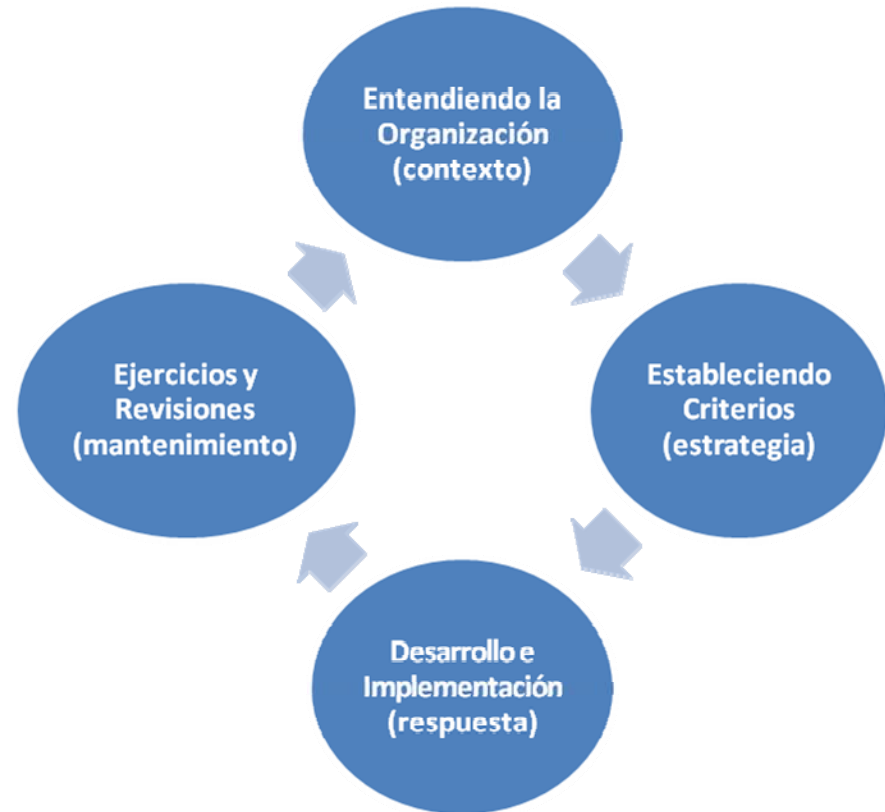 Entendiendo la
Organización
(contexto)
Estableciendo
Criterios
(estrategia)
Desarrollo e
Implementación
(respuesta)
Ejercicios y
Revisiones
(mantenimiento)